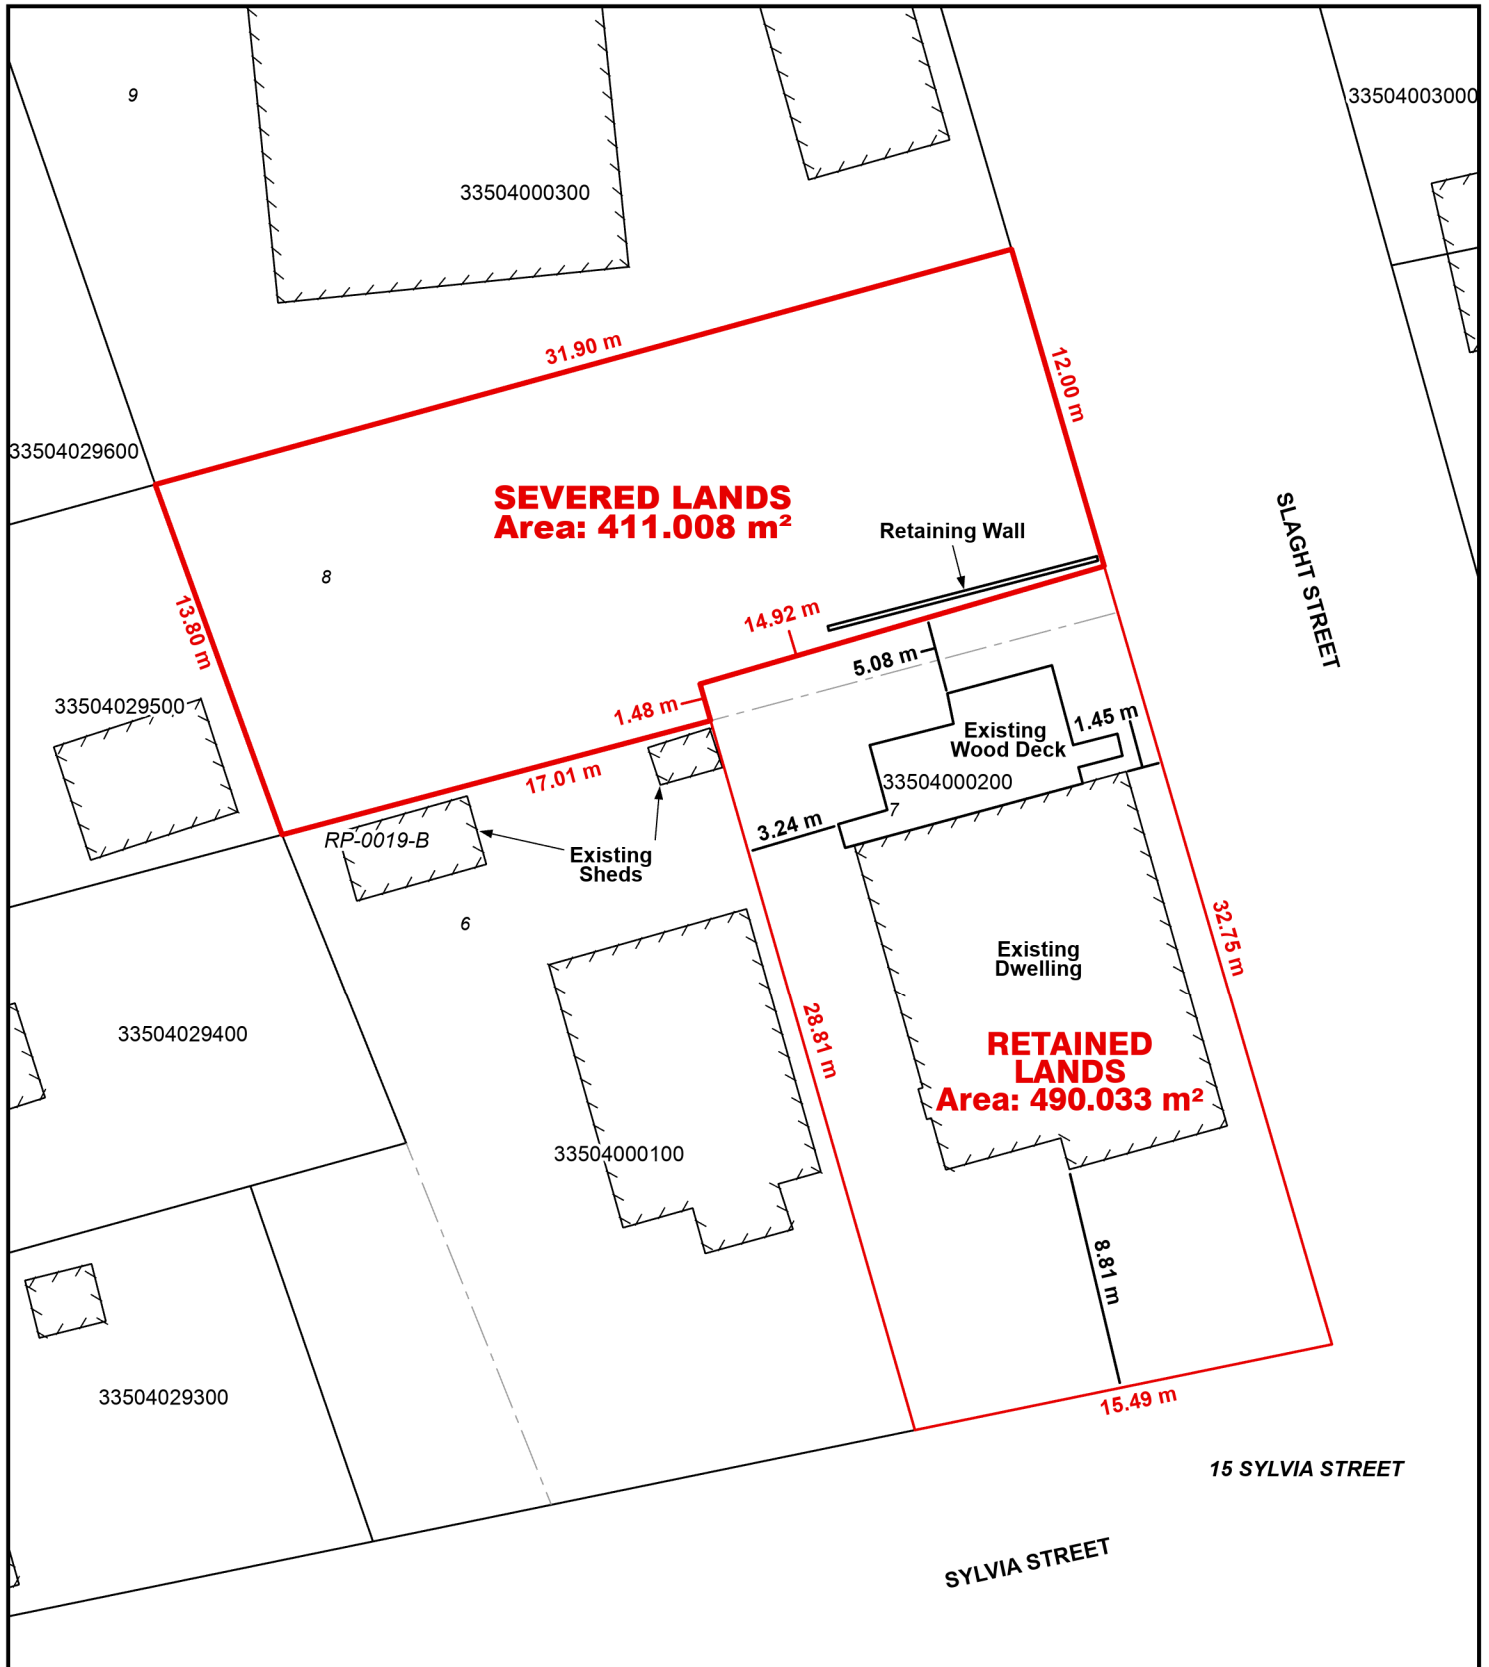 9
33504003000
33504000300
31.90 m
12.00 m
33504029600
SEVERED LANDS
Area: 411.008 m²
Retaining Wall
SLAGHT STREET
8
13.80 m
14.92 m
5.08 m
33504029500
1.48 m
1.45 m
Existing
Wood Deck
17.01 m
33504000200
7
3.24 m
RP-0019-B
Existing
Sheds
6
32.75 m
Existing
Dwelling
28.81 m
33504029400
RETAINED
LANDS
Area: 490.033 m²
33504000100
8.81 m
33504029300
15.49 m
15 SYLVIA STREET
SYLVIA STREET